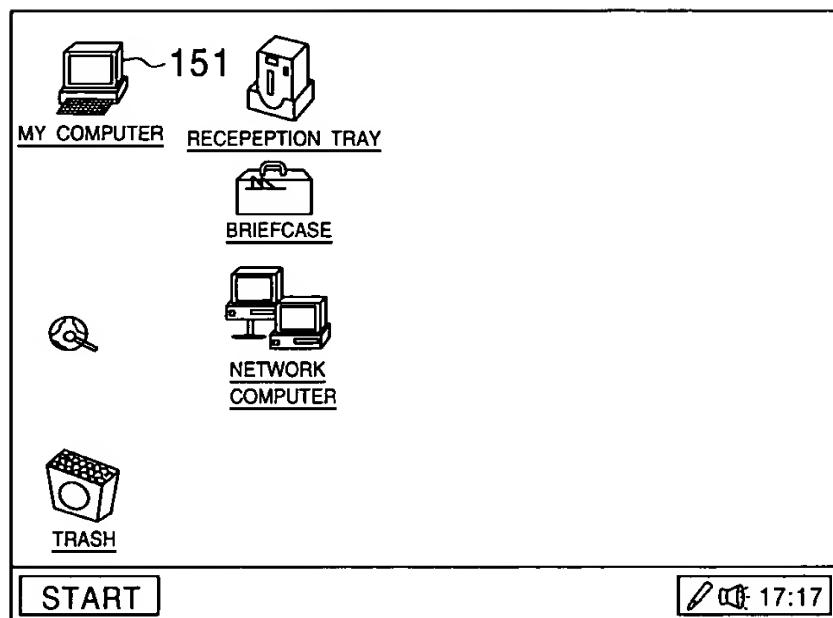 151
MY COMPUTER
RECEPEPTION TRAY
BRIEFCASE
NETWORK
COMPUTER
TRASH
START
17:17